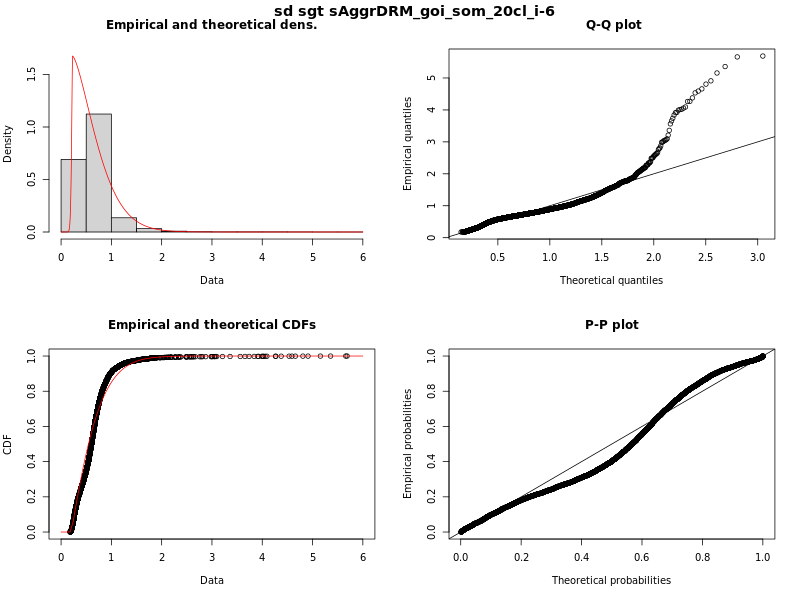 sd sgt sAggrDRM_goi_som_20cl_i-6
Empirical and theoretical dens.
Density
0.0 0.5 1.0 1.5
0 1 2 3 4 5 6
Data
Q-Q plot
Empirical quantiles
0 1 2 3 4 5
0.5 1.0 1.5 2.0 2.5 3.0
Theoretical quantiles
Empirical and theoretical CDFs
CDF
0.0 0.2 0.4 0.6 0.8 1.0
0 1 2 3 4 5 6
Data
P-P plot
Empirical probabilities
0.0 0.2 0.4 0.6 0.8 1.0
0.0 0.2 0.4 0.6 0.8 1.0
Theoretical probabilities